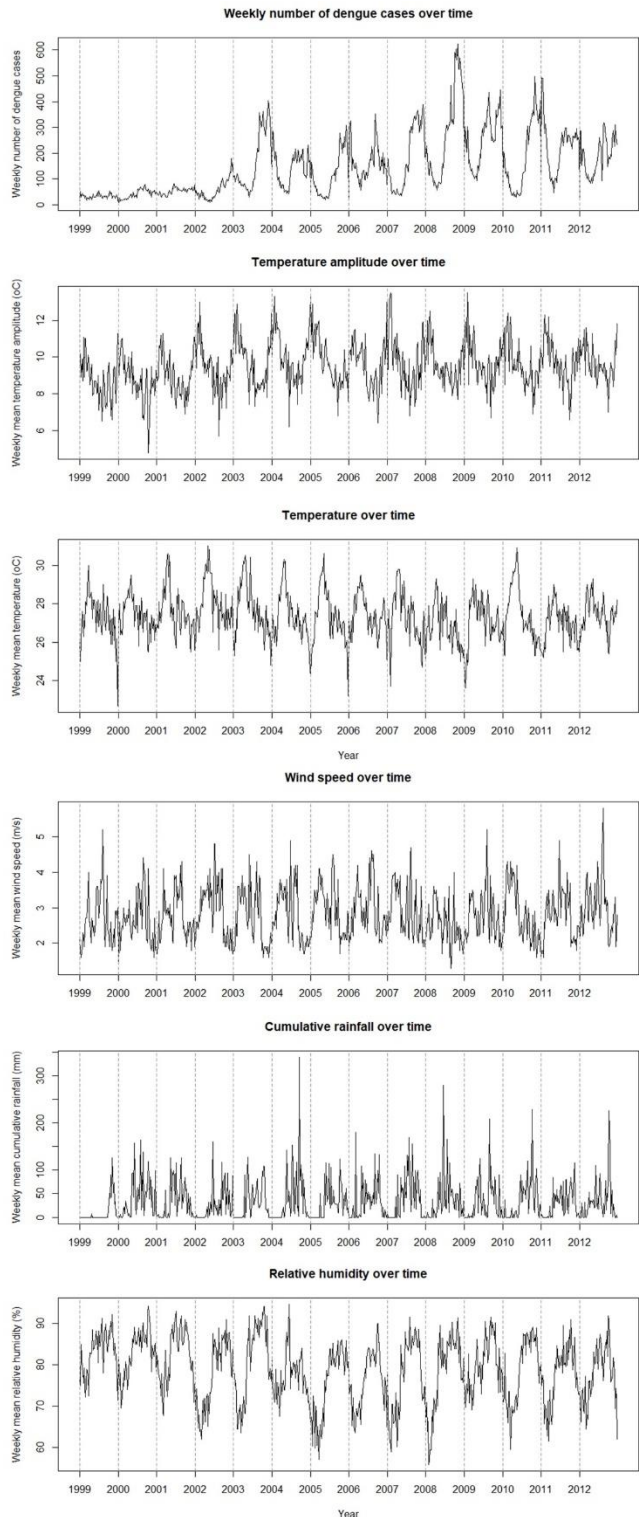 Weekly number of dengue cases over time
Weekly number of dengue cases
600
500
400
300
200
100
0
1999 2000 2001 2002 2003 2004 2005 2006 2007 2008 2009 2010 2011 2012
Temperature amplitude over time
Weekly mean temperature amplitude (oC)
12
10
8
6
1999 2000 2001 2002 2003 2004 2005 2006 2007 2008 2009 2010 2011 2012
Temperature over time
Weekly mean temperature (oC)
30
28
26
24
1999 2000 2001 2002 2003 2004 2005 2006 2007 2008 2009 2010 2011 2012
Year
Wind speed over time
Weekly mean wind speed (m/s)
5
4
3
2
1999 2000 2001 2002 2003 2004 2005 2006 2007 2008 2009 2010 2011 2012
Cumulative rainfall over time
Weekly mean cumulative rainfall (mm)
300
200
100
50
0
1999 2000 2001 2002 2003 2004 2005 2006 2007 2008 2009 2010 2011 2012
Relative humidity over time
Weekly mean relative humidity (%)
90
80
70
60
1999 2000 2001 2002 2003 2004 2005 2006 2007 2008 2009 2010 2011 2012
Year